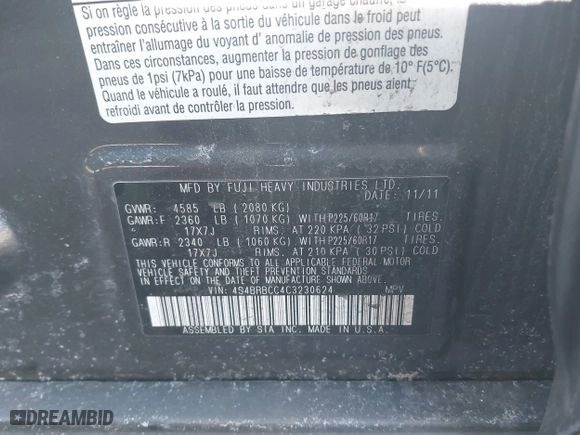 Si on règle la pression des pneus dans un garage chauffé, la
pression consécutive à la sortie du véhicule dans le froid peut
entraîner l'allumage du voyant d' anomalie de pression des pneus.
Dans ces circonstances, augmenter la pression de gonflage des
pneus de 1psi (7kPa) pour une baisse de température de 10° F(5°C).
Quand le véhicule a roulé, il faut attendre que les pneus aient
refroidi avant de contrôler la pression.
MFD BY FUJI HEAVY INDUSTRIES LTD.
DATE: 11/11
GVWR: 4585 LB ( 2080 KG)
GAWR:F 2360 LB ( 1070 KG) WITH P225/60R17 TIRES.
17X7J RIMS, AT 220 KPA ( 32 PSI) COLD.
GAWR:R 2340 LB ( 1060 KG) WITH P225/60R17 TIRES.
17X7J RIMS, AT 210 KPA ( 30 PSI) COLD.
THIS VEHICLE CONFORMS TO ALL APPLICABLE FEDERAL MOTOR
VEHICLE SAFETY AND THEFT PREVENTION STANDARDS
IN EFFECT ON THE DATE OF MANUFACTURE SHOWN ABOVE.
VIN: 4S4BRBCC4C3230624 MPV
ASSEMBLED BY SIA INC. MADE IN U.S.A.
DREAMBID